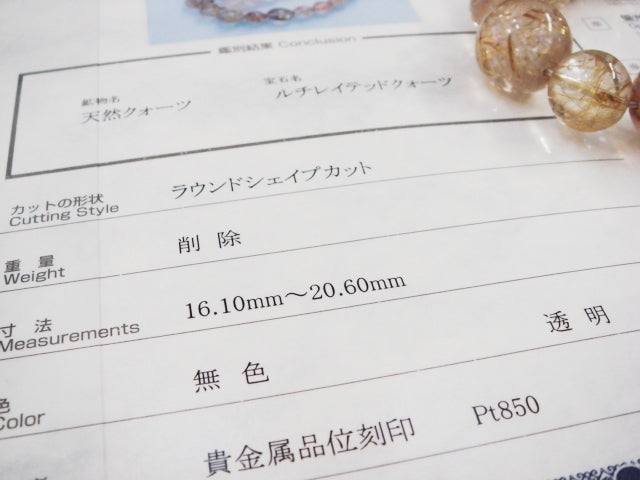 鑑別結果 Conclusion
鉱物名
天然クォーツ
宝石名
ルチレイテッドクォーツ
カットの形状
Cutting Style
ラウンドシェイプカット
重量
Weight
削除
寸法
Measurements
16.10mm～20.60mm
色
Color
無色
透明
貴金属品位刻印
Pt850